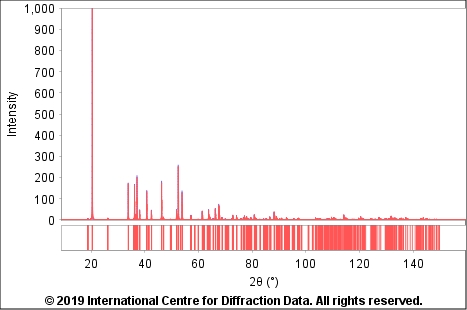 1,000
900
800
700
600
500
400
300
200
100
0
Intensity
20 40 60 80 100 120 140
2θ (°)
© 2019 International Centre for Diffraction Data. All rights reserved.